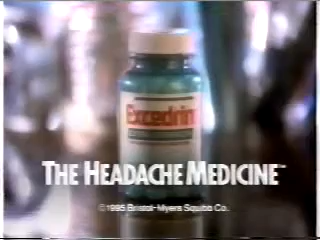 Excedrin
THE HEADACHE MEDICINE™
©1995 Bristol-Myers Squibb Co.